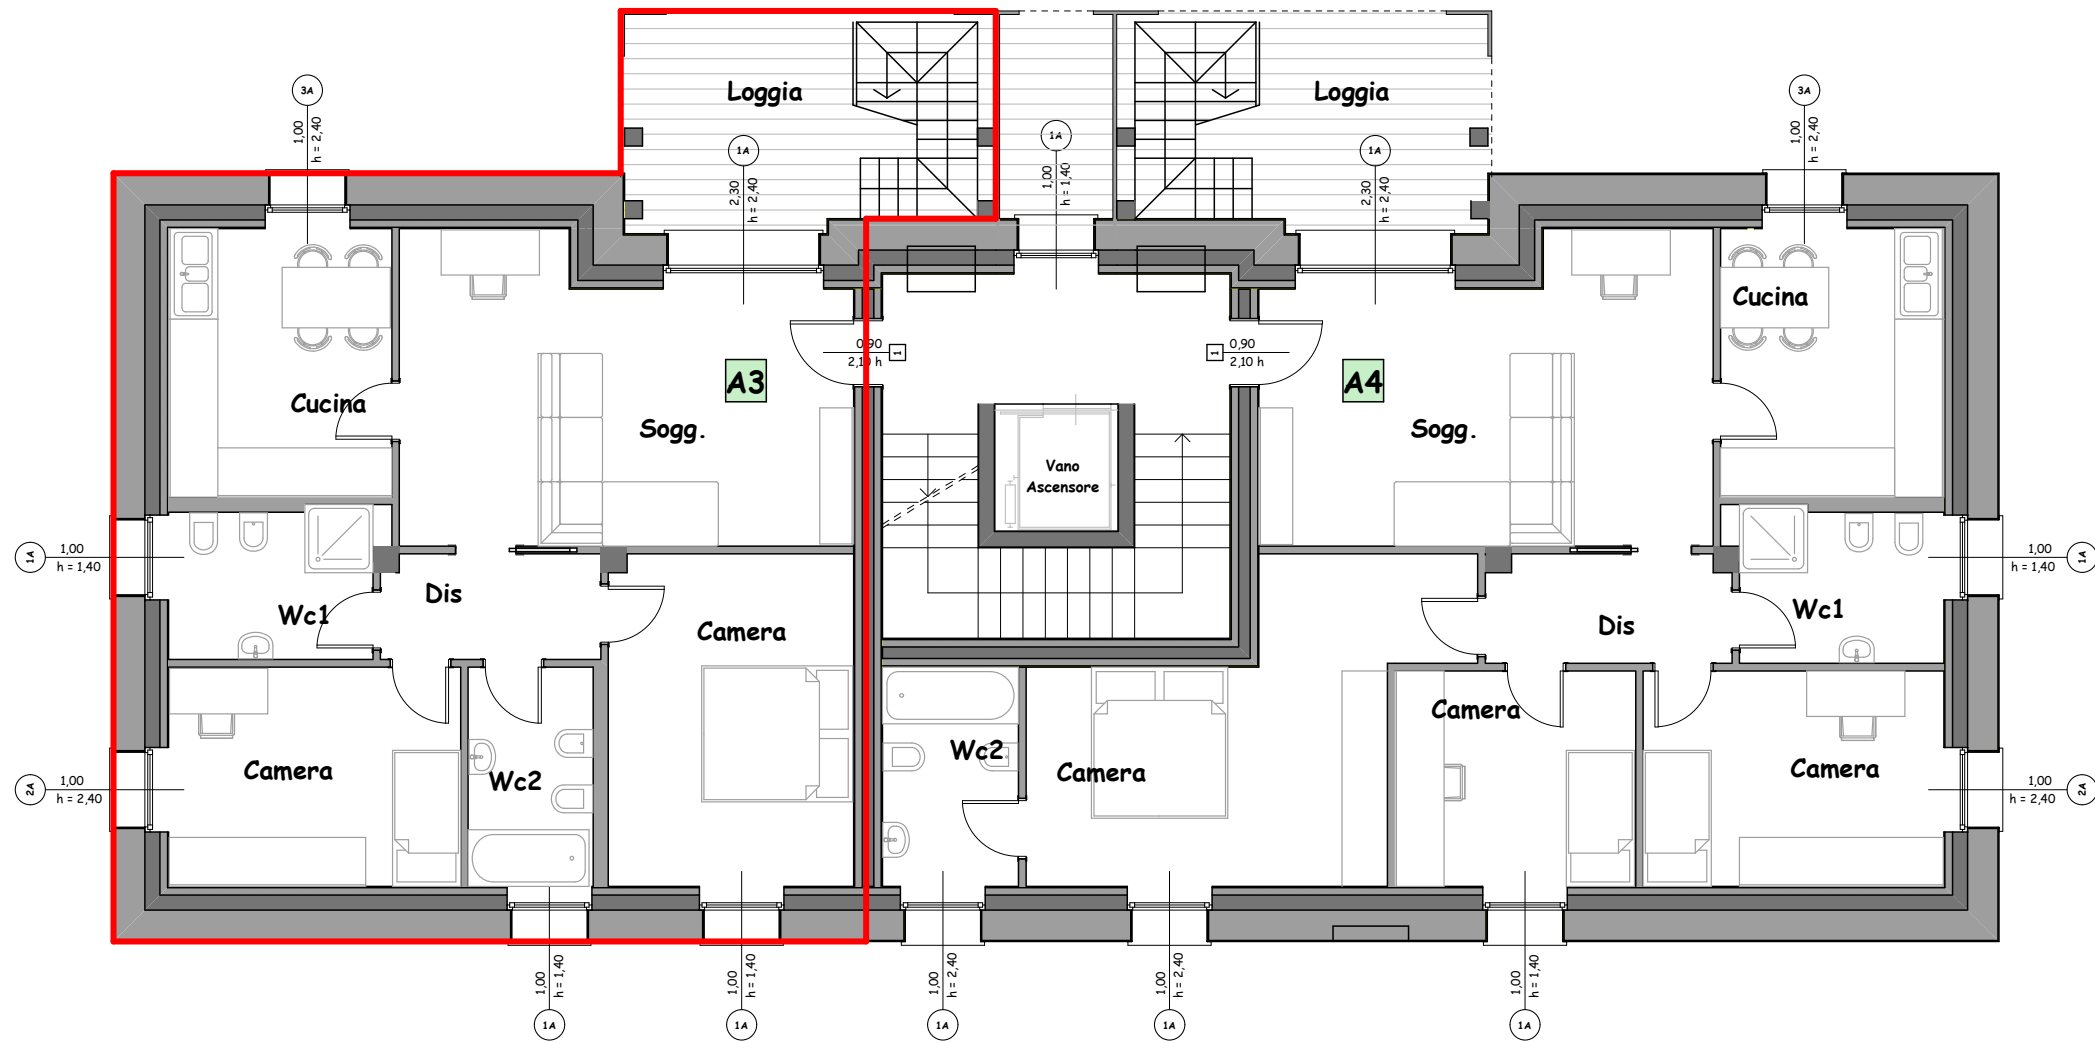 Loggia
Loggia
3A
1,00
h = 2,40
1A
2,30
h = 2,40
1A
1,00
h = 1,40
1A
2,30
h = 2,40
3A
1,00
h = 2,40
Cucina
Cucina
A3
0,90
2,10 h
1
1
0,90
2,10 h
A4
Sogg.
Sogg.
Vano
Ascensore
1A
1,00
h = 1,40
Wc1
Dis
Camera
Dis
Wc1
1,00
h = 1,40
1A
2A
1,00
h = 2,40
Camera
Wc2
Wc2
Camera
Camera
Camera
1,00
h = 2,40
2A
1,00
h = 1,40
1A
1,00
h = 1,40
1A
1,00
h = 2,40
1A
1,00
h = 2,40
1A
1,00
h = 1,40
1A